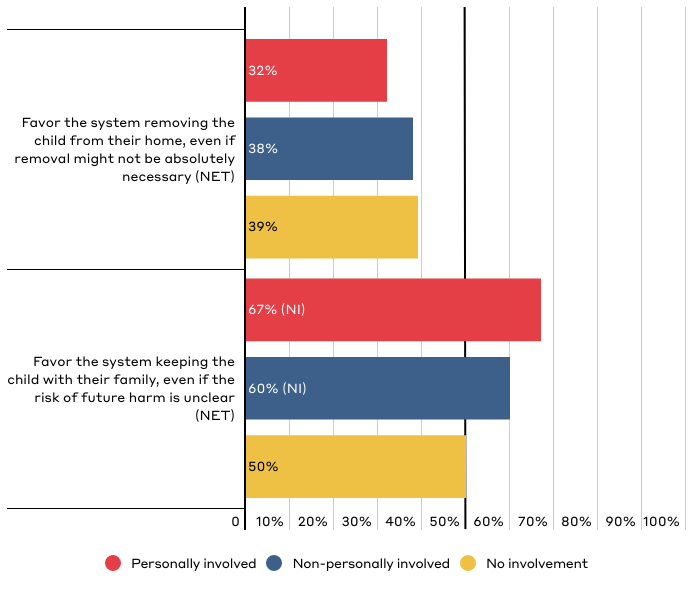 32%
Favor the system removing the
child from their home, even if
removal might not be absolutely
necessary (NET)
38%
39%
67% (NI)
Favor the system keeping the
child with their family, even if the
risk of future harm is unclear
(NET)
60% (NI)
50%
0 10% 20% 30% 40% 50% 60% 70% 80% 90% 100%
Personally involved Non-personally involved No involvement